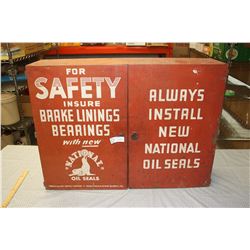 FOR
SAFETY
INSURE
BRAKE LININGS
BEARINGS
with new
NATIONAL
OIL SEALS
ALWAYS
INSTALL
NEW
NATIONAL
OIL SEALS